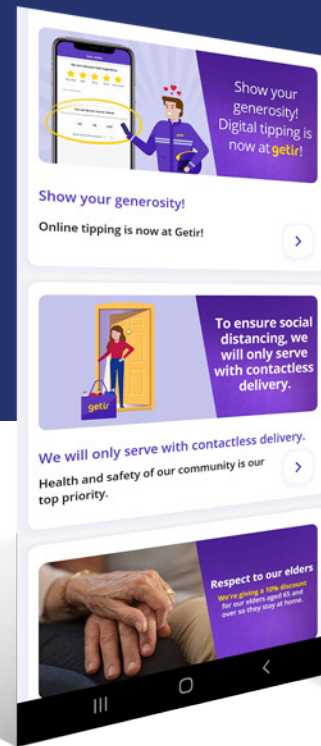 Show your
generosity!
Digital tipping is
now at getir!
Show your generosity!
Online tipping is now at Getir!
To ensure social
distancing, we
will only serve
with contactless
delivery.
getir
We will only serve with contactless delivery.
Health and safety of our community is our
top priority.
Respect to our elders
We're giving a 10% discount
for our elders aged 65 and
over so they stay at home.